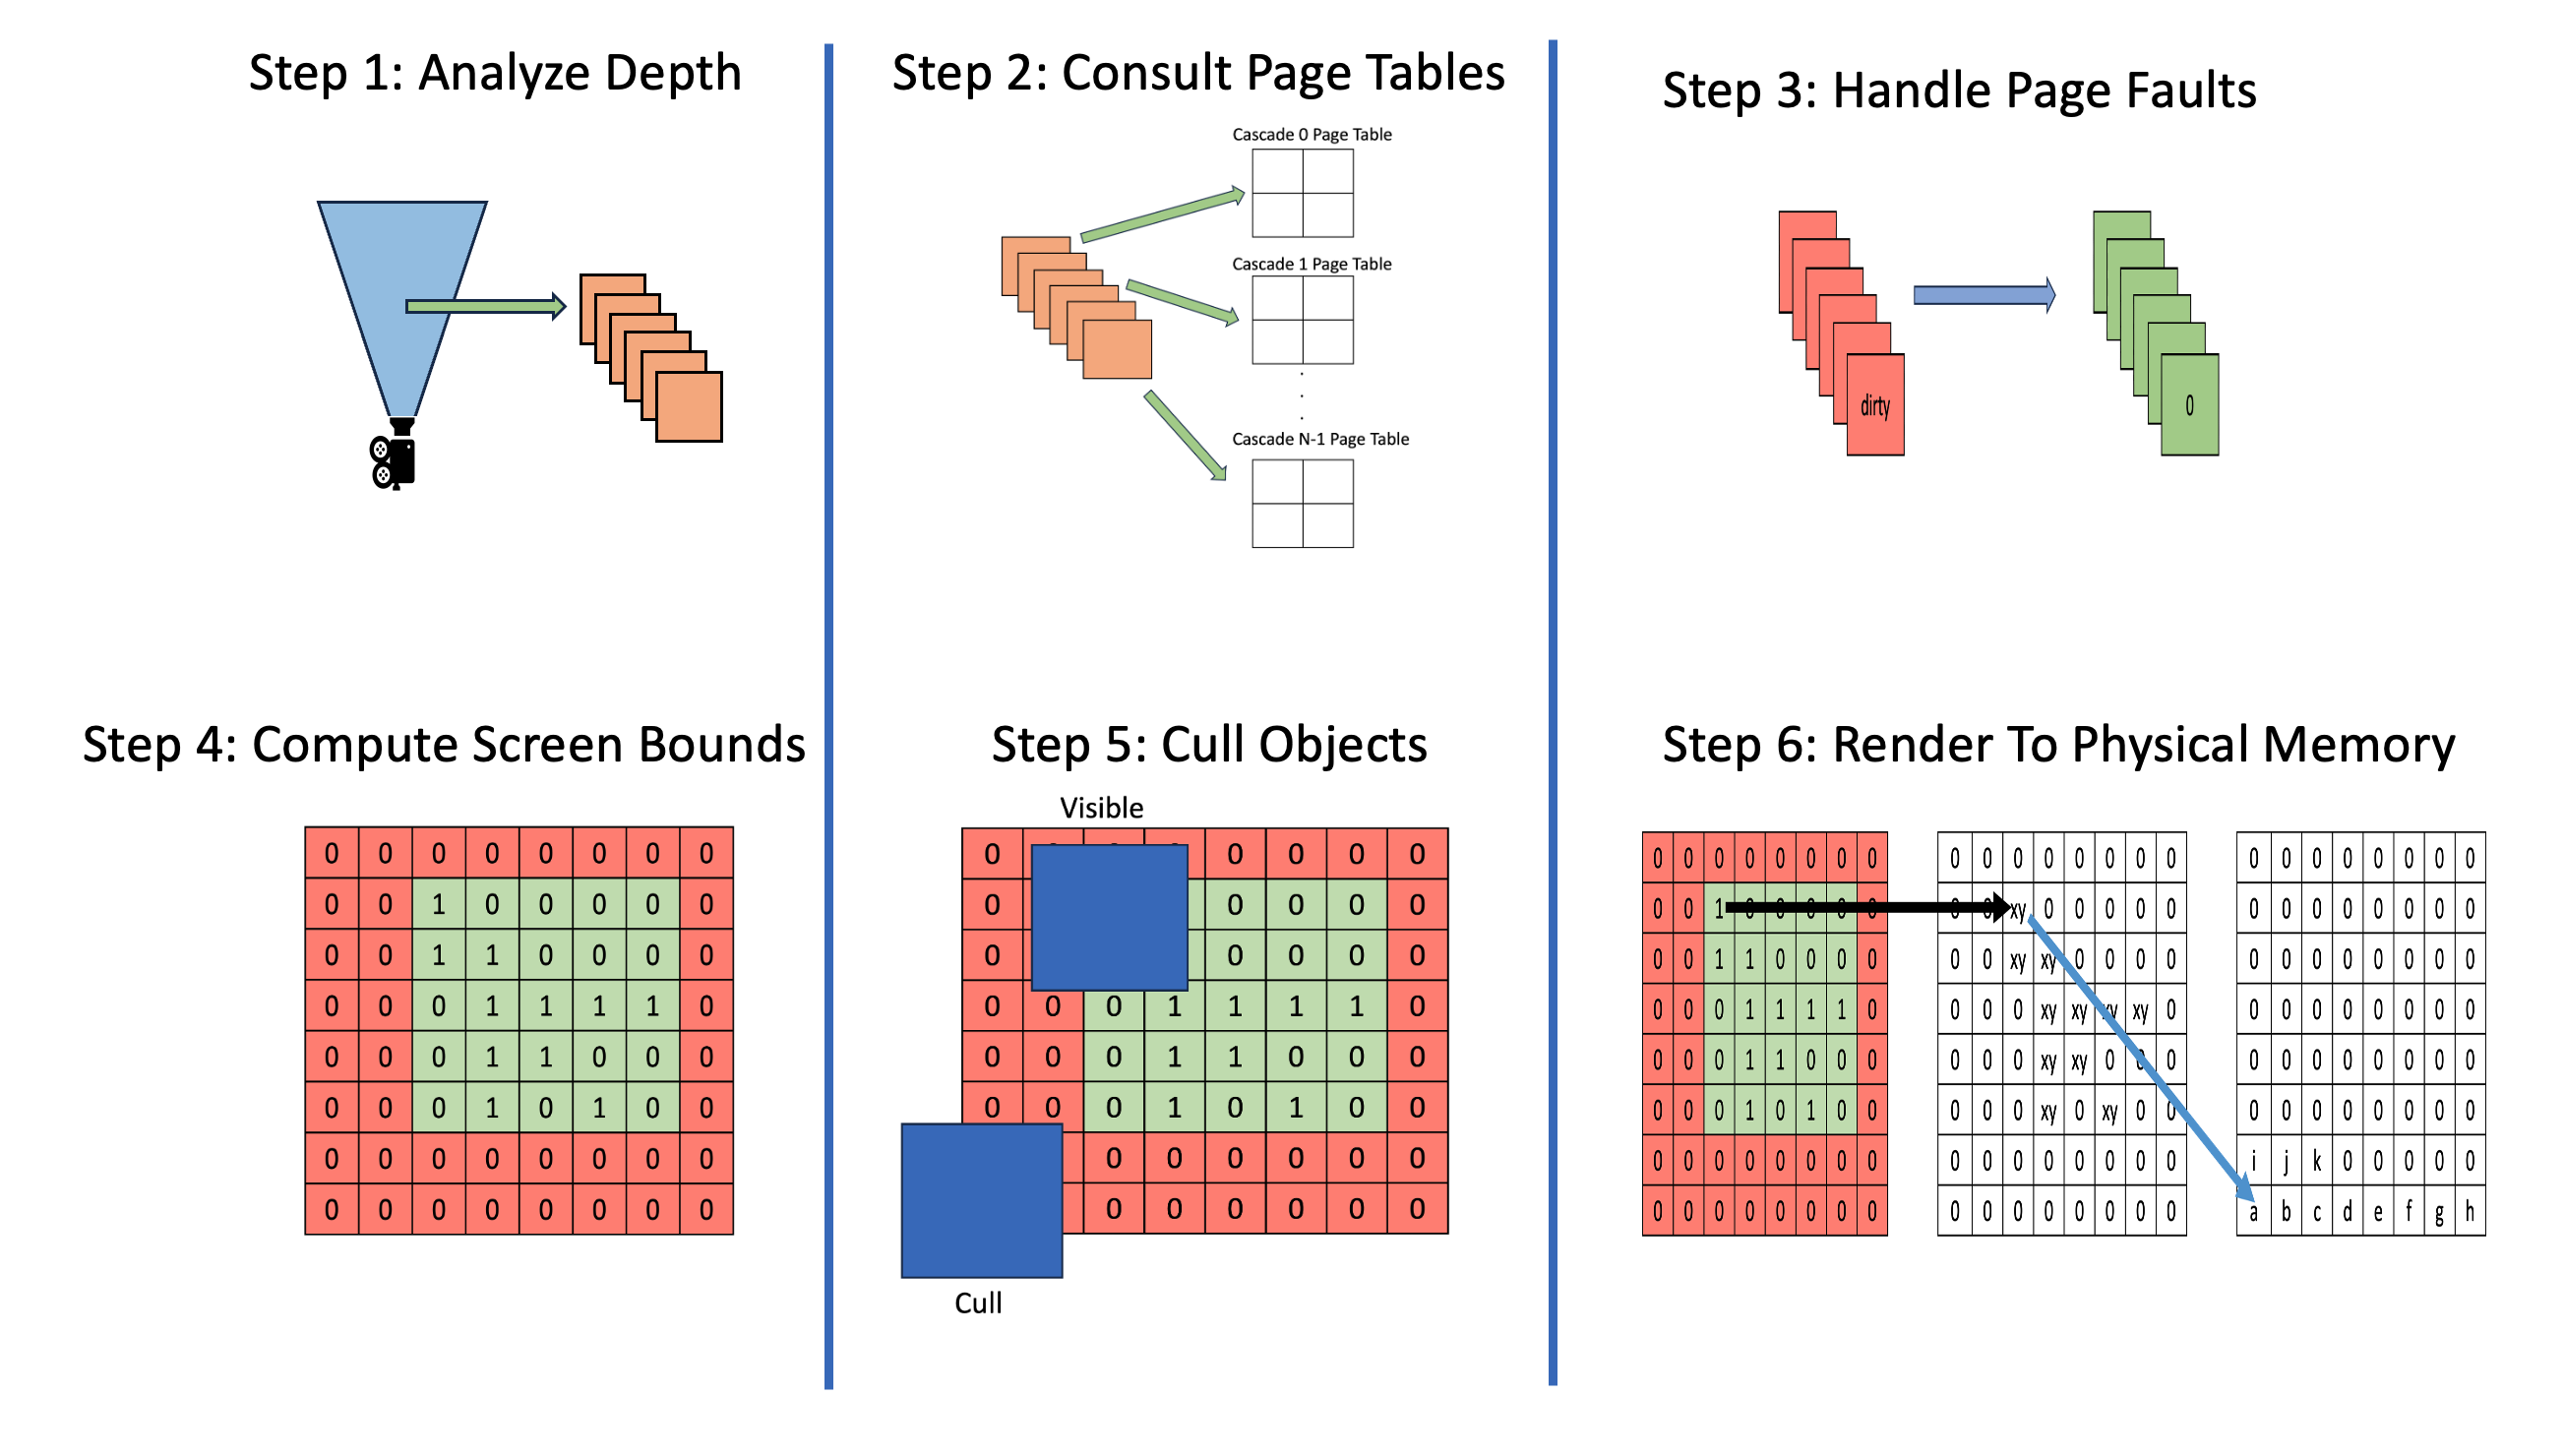 Step 1: Analyze Depth
Step 2: Consult Page Tables
Cascade 0 Page Table
Cascade 1 Page Table
.
.
.
Cascade N-1 Page Table
Step 3: Handle Page Faults
dirty
0
Step 4: Compute Screen Bounds
0 0 0 0 0 0 0 0
0 0 1 0 0 0 0 0
0 0 1 1 0 0 0 0
0 0 0 1 1 1 1 0
0 0 0 1 1 0 0 0
0 0 0 1 0 1 0 0
0 0 0 0 0 0 0 0
0 0 0 0 0 0 0 0
Step 5: Cull Objects
Visible
0 0 0 0 0
0 0 0 0 0
0 0 0 0 0
0 0 0 1 1 1 1 0
0 0 0 1 1 0 0 0
0 0 0 1 0 1 0 0
0 0 0 0 0 0
0 0 0 0 0 0
Cull
Step 6: Render To Physical Memory
0 0 0 0 0 0 0 0
0 0 1 0 0 0 0 0
0 0 1 1 0 0 0 0
0 0 0 1 1 1 1 0
0 0 0 1 1 0 0 0
0 0 0 1 0 1 0 0
0 0 0 0 0 0 0 0
0 0 0 0 0 0 0 0
0 0 0 0 0 0 0 0
0 0 xy 0 0 0 0 0
0 0 xy xy 0 0 0 0
0 0 0 xy xy xy xy 0
0 0 0 xy xy 0 0 0
0 0 0 xy 0 xy 0 0
0 0 0 0 0 0 0 0
0 0 0 0 0 0 0 0
0 0 0 0 0 0 0 0
0 0 0 0 0 0 0 0
0 0 0 0 0 0 0 0
0 0 0 0 0 0 0 0
0 0 0 0 0 0 0 0
0 0 0 0 0 0 0 0
i j k 0 0 0 0 0
a b c d e f g h